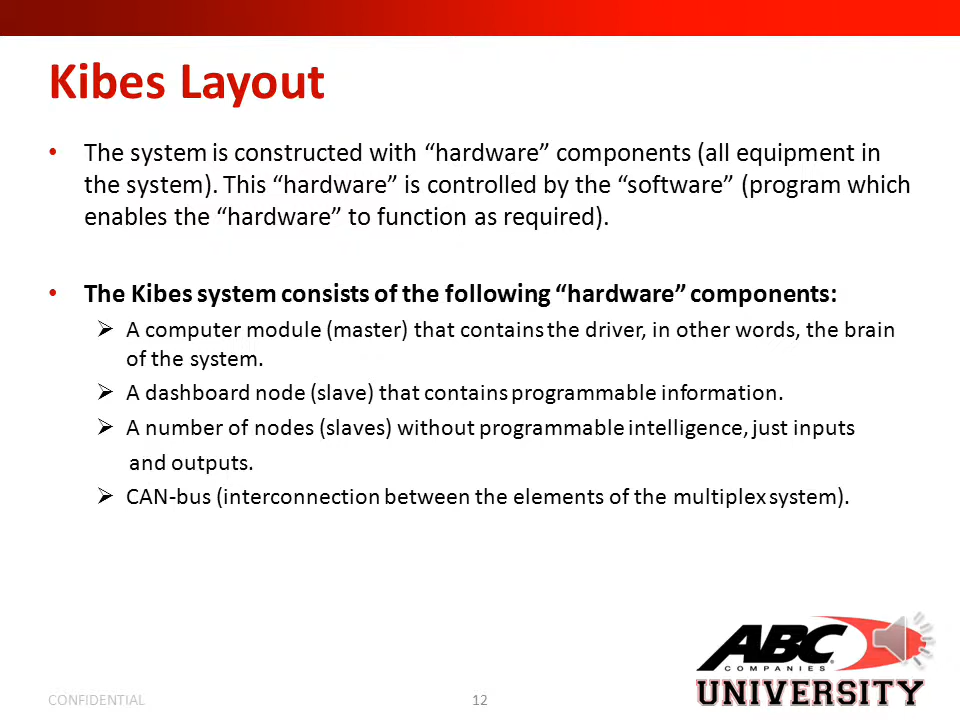 Kibes Layout
• The system is constructed with “hardware” components (all equipment in
the system). This “hardware” is controlled by the “software” (program which
enables the “hardware” to function as required).
• The Kibes system consists of the following “hardware” components:
➢ A computer module (master) that contains the driver, in other words, the brain
of the system.
➢ A dashboard node (slave) that contains programmable information.
➢ A number of nodes (slaves) without programmable intelligence, just inputs
and outputs.
➢ CAN-bus (interconnection between the elements of the multiplex system).
ABC
COMPANIES
UNIVERSITY
CONFIDENTIAL
12